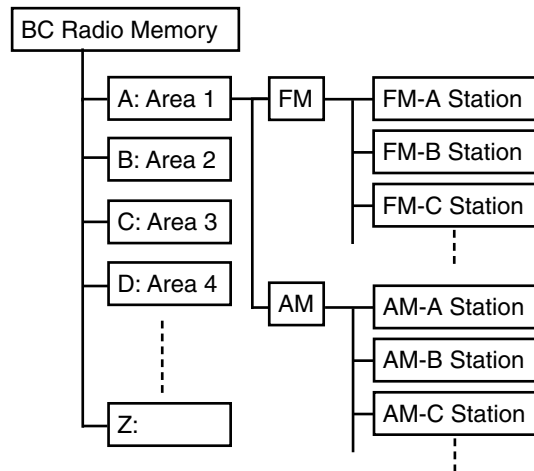 BC Radio Memory
A: Area 1
FM
FM-A Station
B: Area 2
FM-B Station
C: Area 3
FM-C Station
D: Area 4
AM
AM-A Station
AM-B Station
Z:
AM-C Station